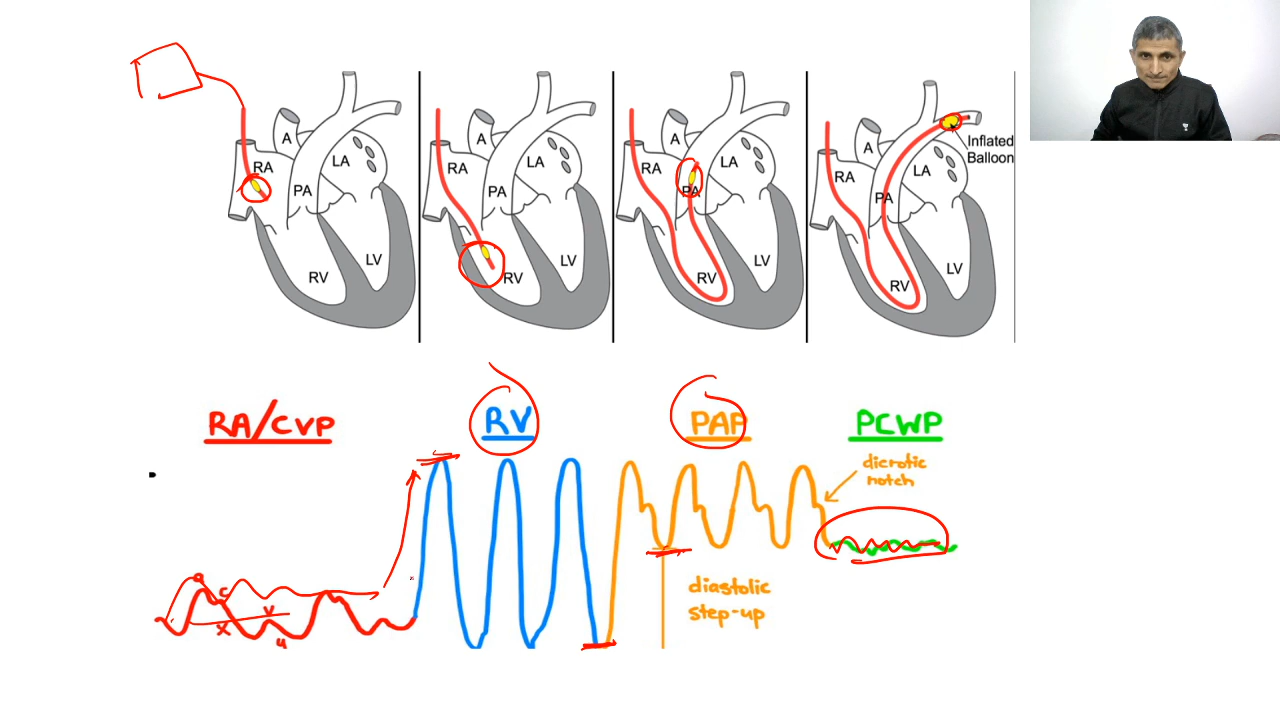 A
RA
LA
PA
RV
LV
A
RA
LA
PA
RV
LV
A
RA
LA
PA
RV
LV
A
RA
LA
PA
RV
LV
Inflated
Balloon
RA/CVP
RV
PAP
PCWP
dicrotic
notch
diastolic
step-up
a
c
v
x
y